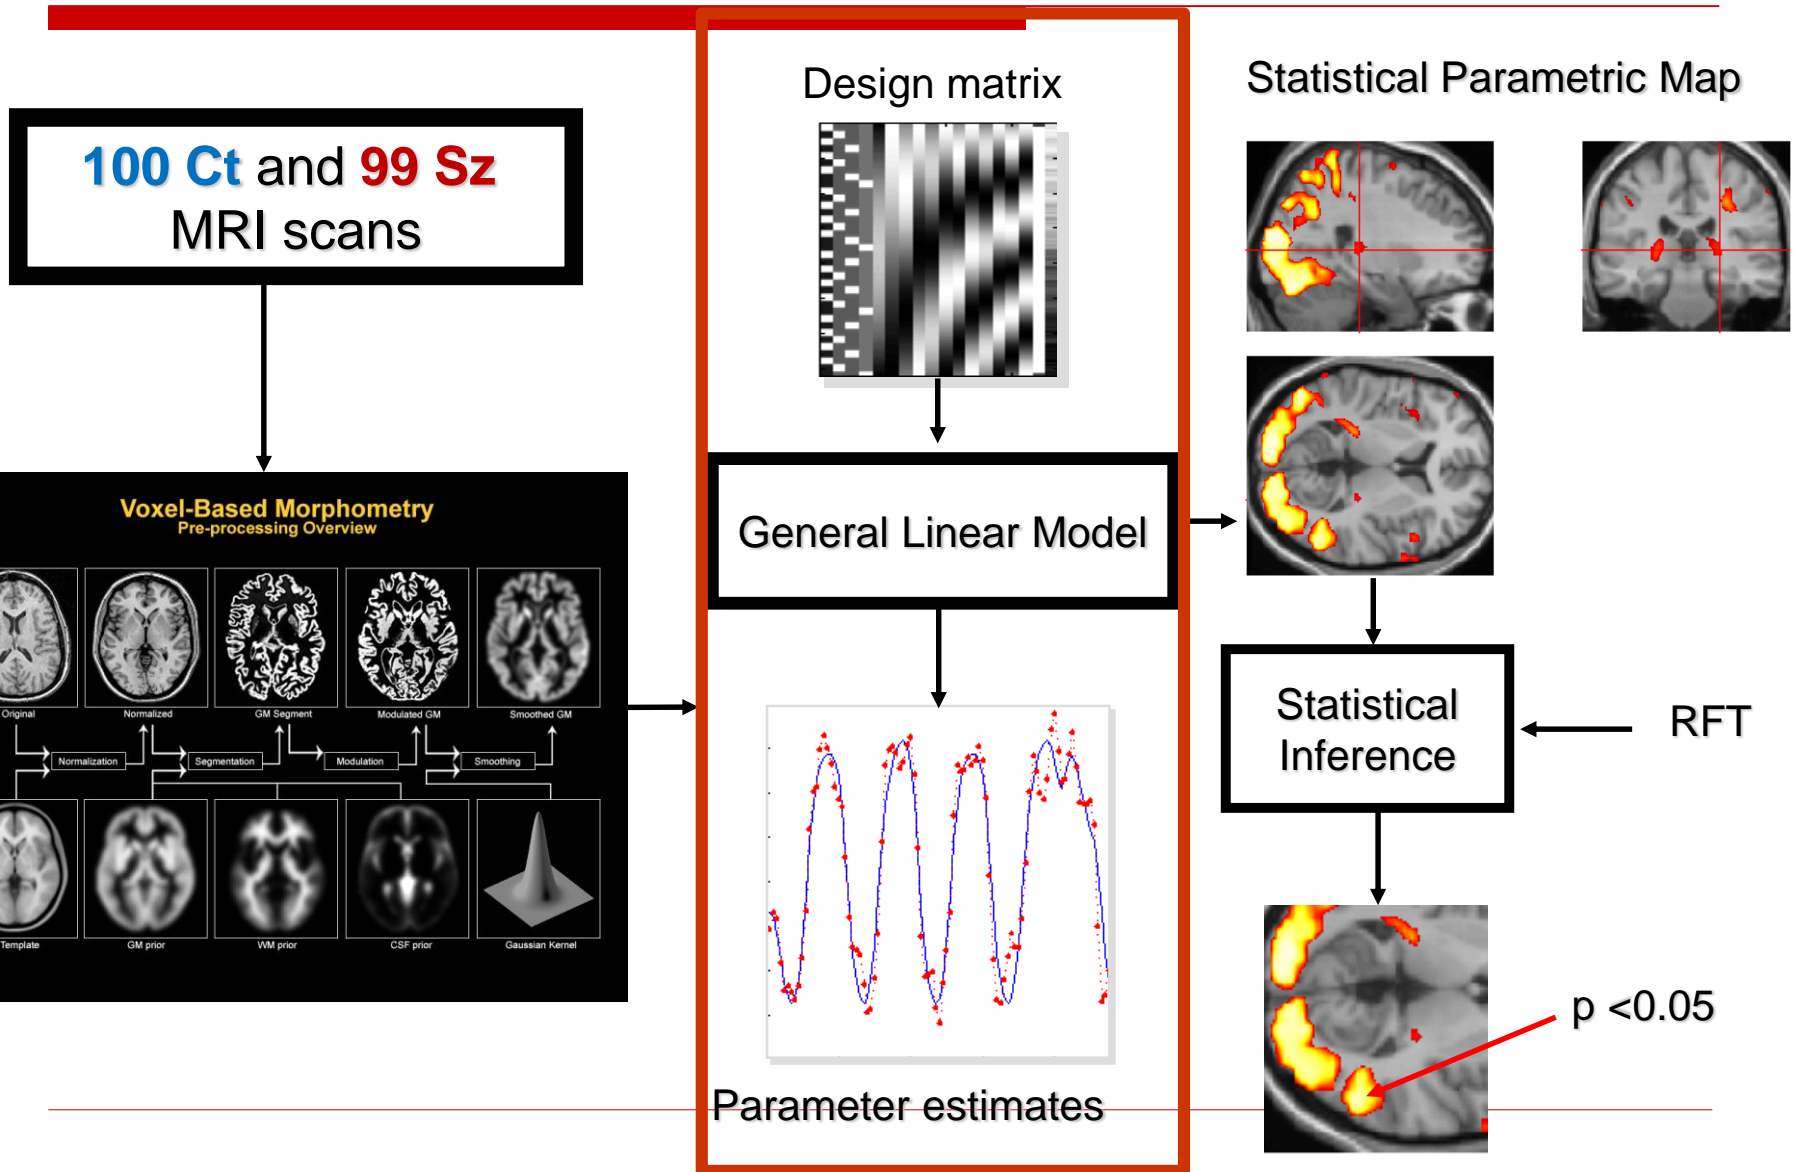 100 Ct and 99 Sz
MRI scans
Voxel-Based Morphometry
Pre-processing Overview
Original
Normalized
GM Segment
Modulated GM
Smoothed GM
Normalization
Segmentation
Modulation
Smoothing
Template
GM prior
WM prior
CSF prior
Gaussian Kernel
Design matrix
General Linear Model
Parameter estimates
Statistical Parametric Map
Statistical
Inference
RFT
p <0.05